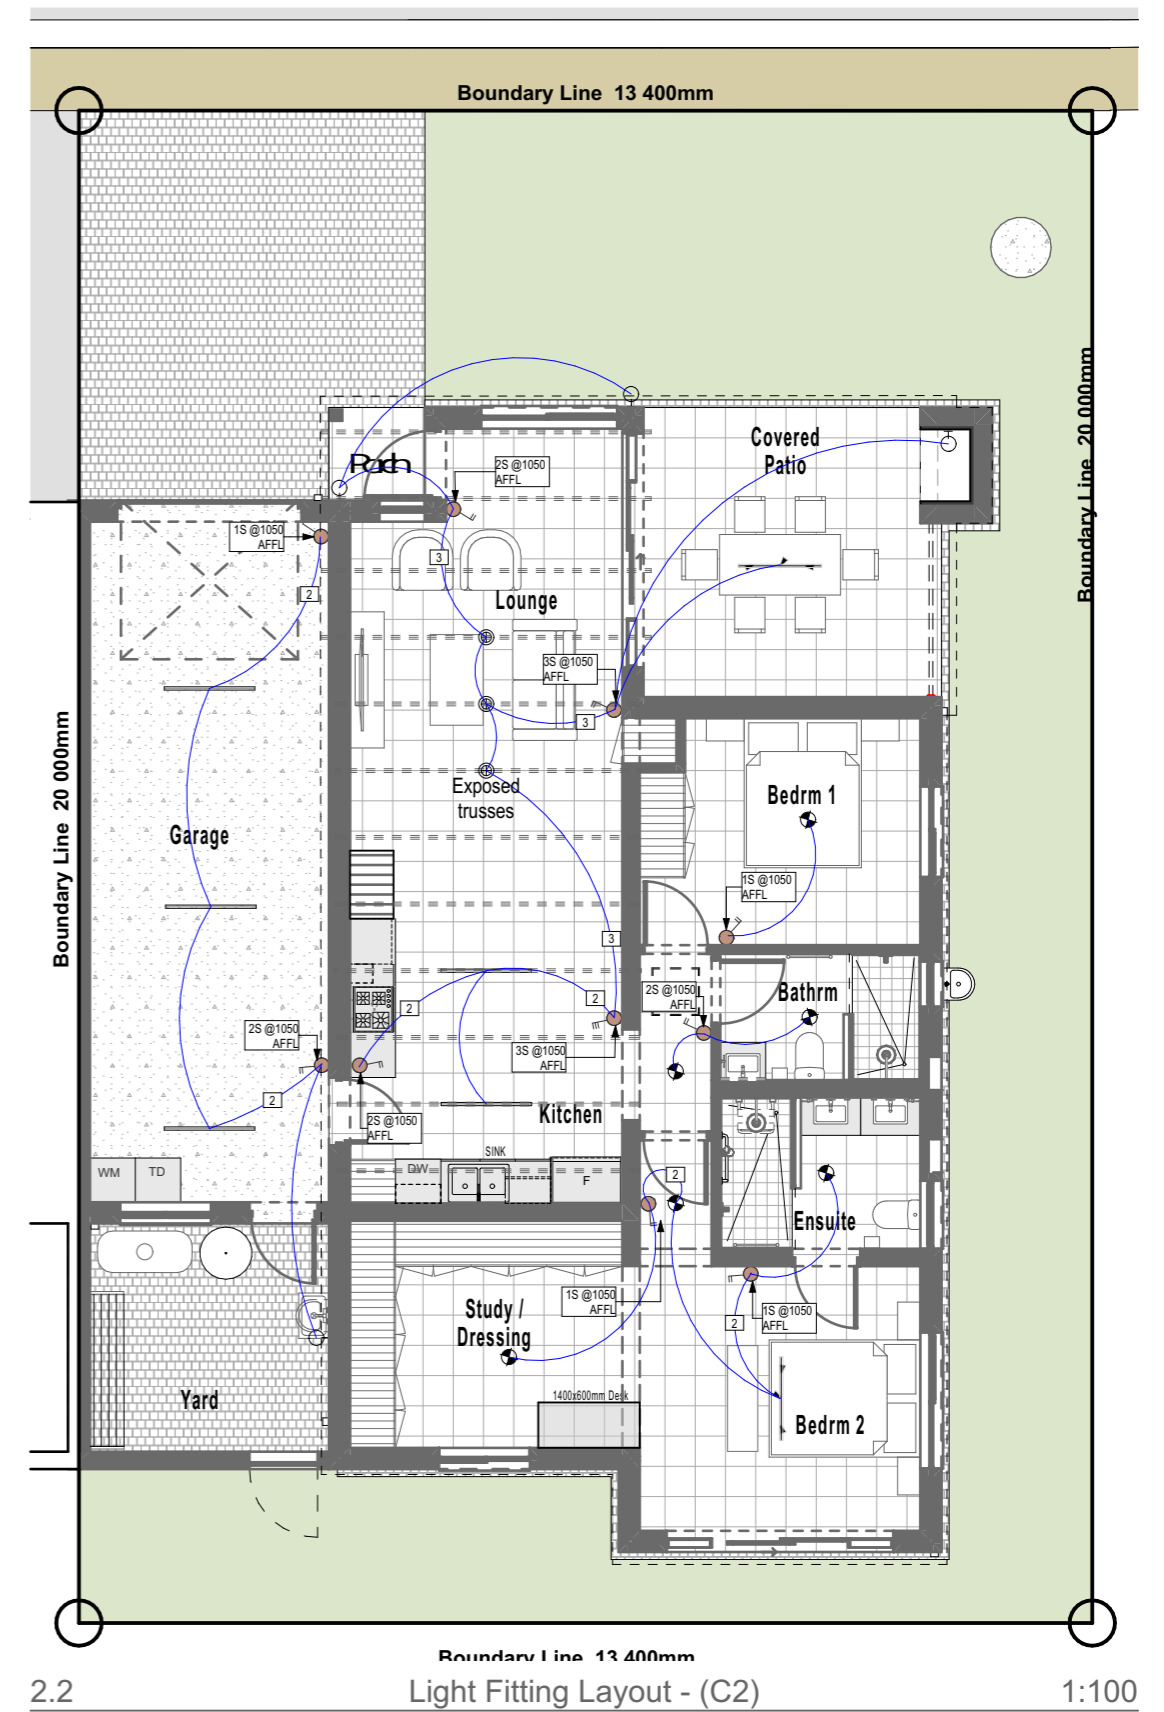 Boundary Line 13 400mm
Boundary Line 20 000mm
Covered
Patio
2S @1050
AFFL
1S @1050
AFFL
3
2
Lounge
3S @1050
AFFL
3
Boundary Line 20 000mm
Exposed
trusses
Bedrm 1
Garage
1S @1050
AFFL
3
2S @1050
AFFL
Bathrm
2
2
2S @1050
AFFL
3S @1050
AFFL
2
2S @1050
AFFL
Kitchen
SINK
WM
TD
DW
F
2
Ensuite
1S @1050
AFFL
Study /
Dressing
2
1S @1050
AFFL
Yard
1400x600mm Desk
Bedrm 2
Boundary Line 13 400mm
2.2
Light Fitting Layout - (C2)
1:100